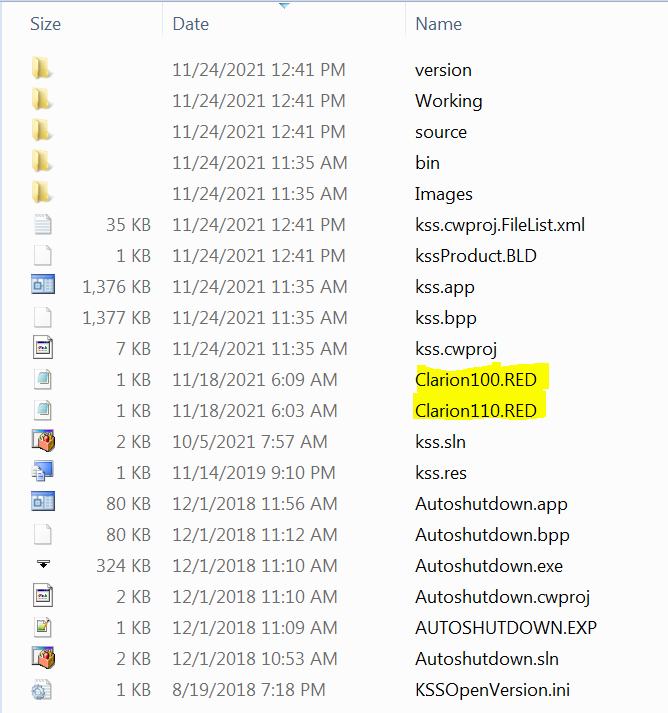 Size Date Name
11/24/2021 12:41 PM version
11/24/2021 12:41 PM Working
11/24/2021 12:41 PM source
11/24/2021 11:35 AM bin
11/24/2021 11:35 AM Images
35 KB 11/24/2021 12:41 PM kss.cwproj.FileList.xml
1 KB 11/24/2021 12:41 PM kssProduct.BLD
1,376 KB 11/24/2021 11:35 AM kss.app
1,377 KB 11/24/2021 11:35 AM kss.bpp
7 KB 11/24/2021 11:35 AM kss.cwproj
1 KB 11/18/2021 6:09 AM Clarion100.RED
1 KB 11/18/2021 6:03 AM Clarion110.RED
2 KB 10/5/2021 7:57 AM kss.sln
1 KB 11/14/2019 9:10 PM kss.res
80 KB 12/1/2018 11:56 AM Autoshutdown.app
80 KB 12/1/2018 11:12 AM Autoshutdown.bpp
324 KB 12/1/2018 11:10 AM Autoshutdown.exe
2 KB 12/1/2018 11:10 AM Autoshutdown.cwproj
1 KB 12/1/2018 11:09 AM AUTOSHUTDOWN.EXP
2 KB 12/1/2018 10:53 AM Autoshutdown.sln
1 KB 8/19/2018 7:18 PM KSSOpenVersion.ini